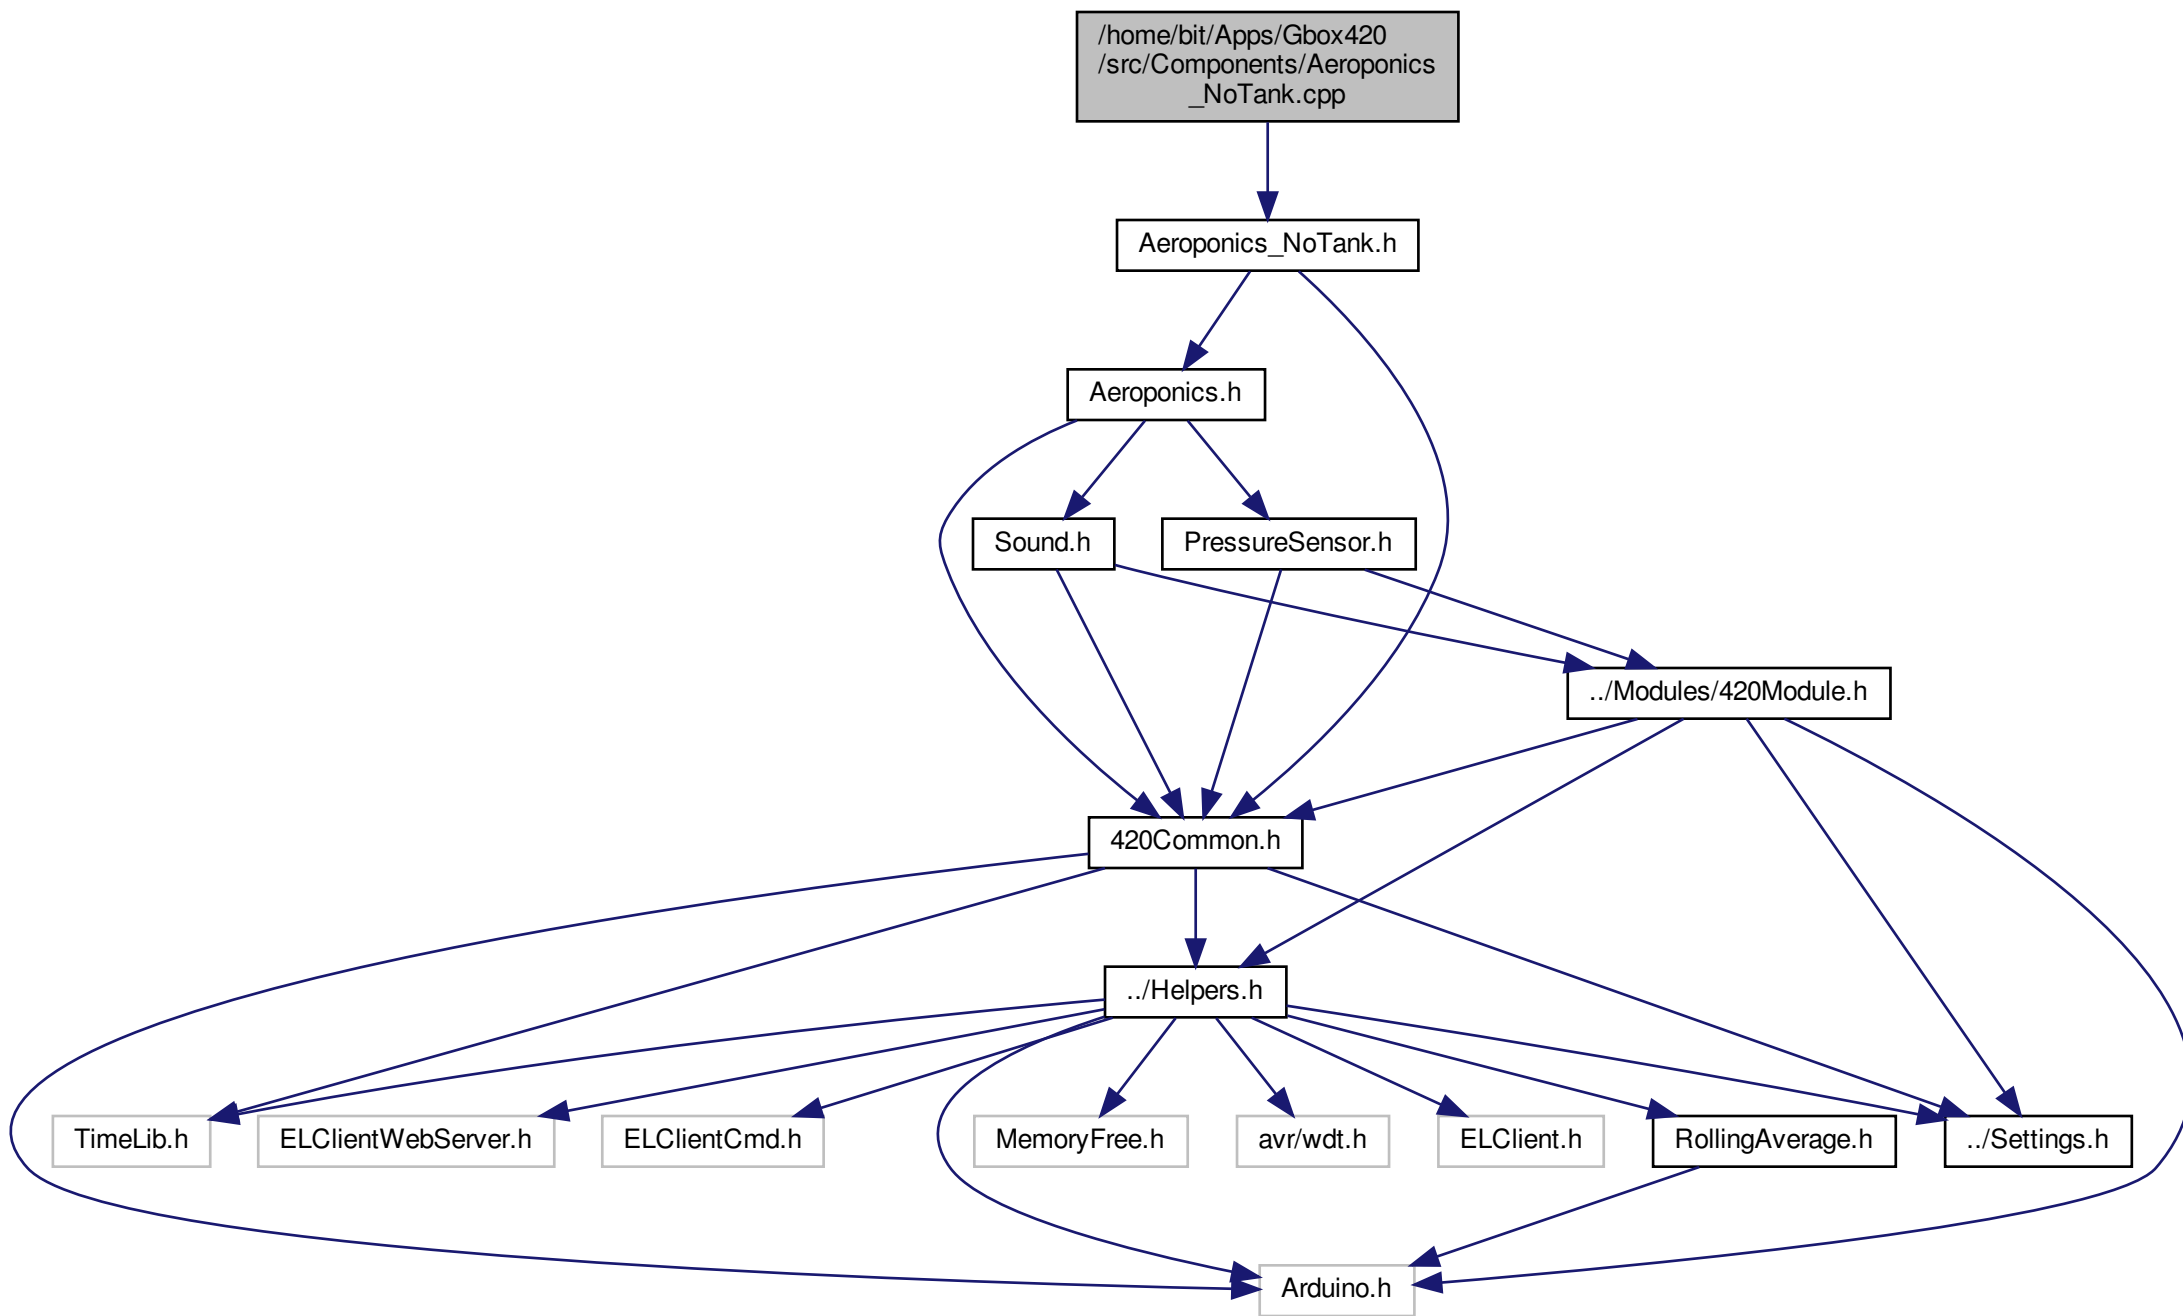 /home/bit/Apps/Gbox420
/src/Components/Aeroponics
_NoTank.cpp
Aeroponics_NoTank.h
Aeroponics.h
Sound.h
PressureSensor.h
../Modules/420Module.h
420Common.h
../Helpers.h
TimeLib.h
ELClientWebServer.h
ELClientCmd.h
MemoryFree.h
avr/wdt.h
ELClient.h
RollingAverage.h
../Settings.h
Arduino.h